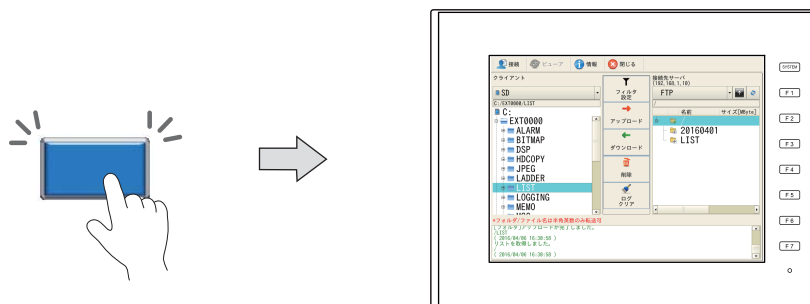 接続 ビューア 情報 閉じる
クライアント
SD
C:/EXT0000/LIST
C:
EXT0000
ALARM
BITMAP
DSP
HDCOPY
JPEG
LADDER
LIST
LOGGING
MEMO
フィルタ
設定
アップロード
ダウンロード
削除
ログ
クリア
接続先サーバ
(192.168.1.10)
FTP
/
名前 サイズ[MByte]
/
20160401
LIST
*フォルダ/ファイル名は半角英数のみ転送可
[フォルダ]アップロードが完了しました。
/LIST
( 2016/04/06 16:38:58 )
リストを取得しました。
/
( 2016/04/06 16:38:58 )
SYSTEM
F1
F2
F3
F4
F5
F6
F7